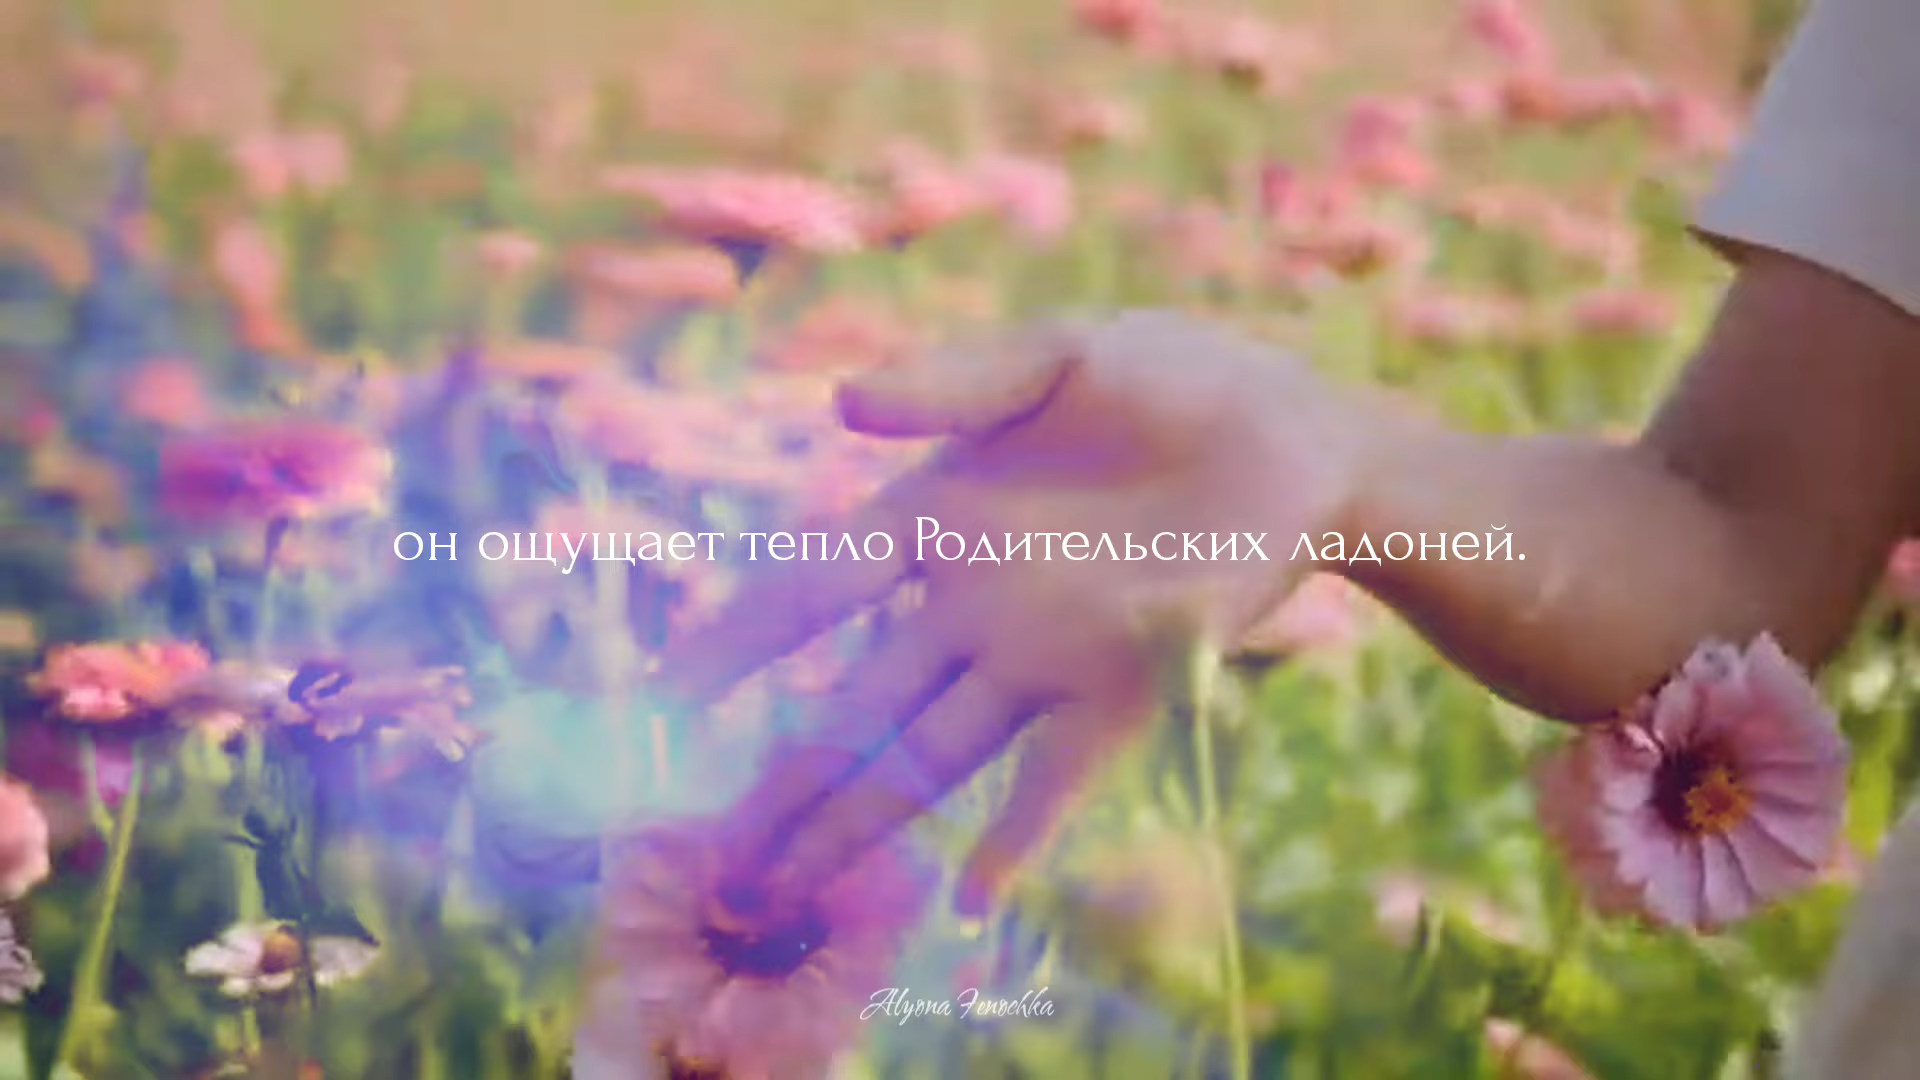 он ощущает тепло Родительских ладоней.
Alyona Fenochka